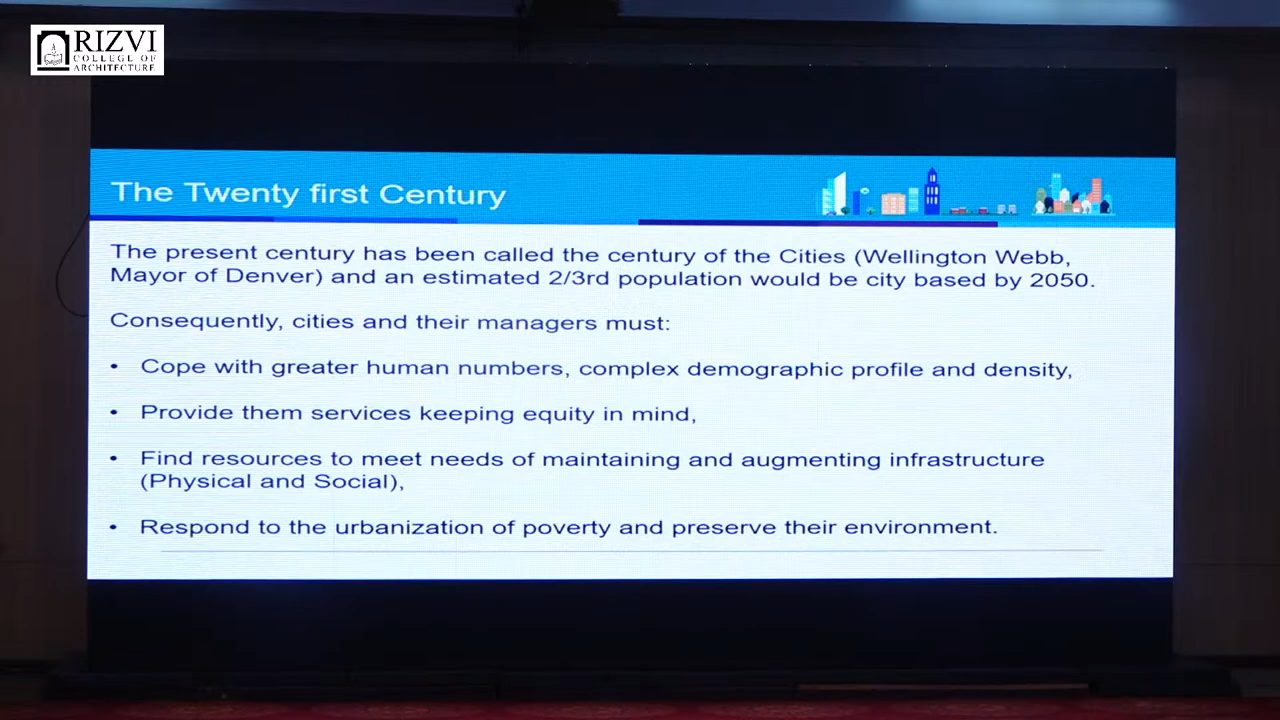 RIZVI
COLLEGE OF
ARCHITECTURE
The Twenty first Century
The present century has been called the century of the Cities (Wellington Webb,
Mayor of Denver) and an estimated 2/3rd population would be city based by 2050.
Consequently, cities and their managers must:
• Cope with greater human numbers, complex demographic profile and density,
• Provide them services keeping equity in mind,
• Find resources to meet needs of maintaining and augmenting infrastructure
(Physical and Social),
• Respond to the urbanization of poverty and preserve their environment.